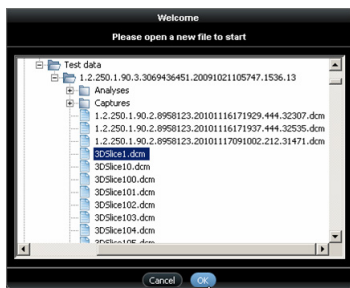 Welcome
Please open a new file to start
Test data
1.2.250.1.90.3.3069436451.20091021105747.1536.13
Analyses
Captures
1.2.250.1.90.2.8958123.20101116171929.444.32307.dcm
1.2.250.1.90.2.8958123.20101116171937.444.32535.dcm
1.2.250.1.90.2.8958123.20101117091002.212.31471.dcm
3DSlice1.dcm
3DSlice10.dcm
3DSlice100.dcm
3DSlice101.dcm
3DSlice102.dcm
3DSlice103.dcm
3DSlice104.dcm
3DSlice105.dcm
Cancel
OK